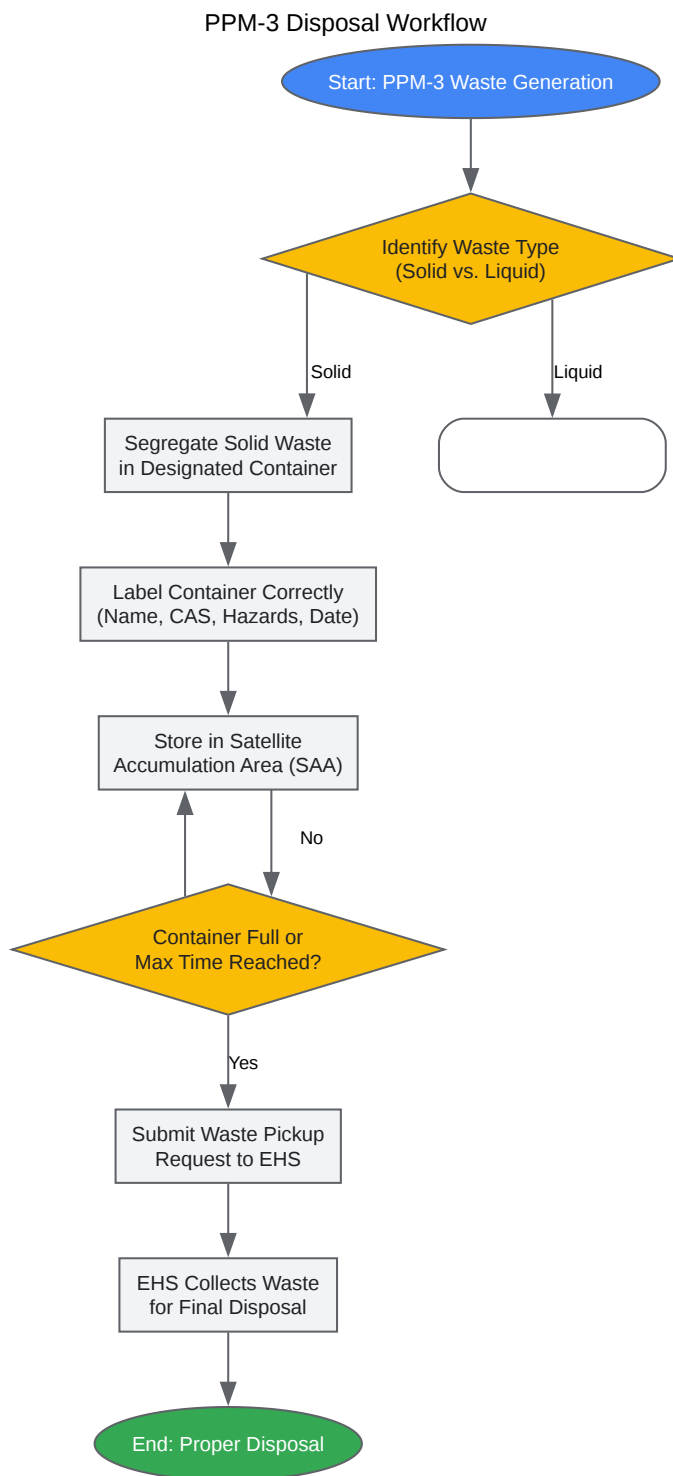 PPM-3 Disposal Workflow
Start: PPM-3 Waste Generation
Identify Waste Type
(Solid vs. Liquid)
Solid
Liquid
Segregate Solid Waste
in Designated Container
Label Container Correctly
(Name, CAS, Hazards, Date)
Store in Satellite
Accumulation Area (SAA)
No
Container Full or
Max Time Reached?
Yes
Submit Waste Pickup
Request to EHS
EHS Collects Waste
for Final Disposal
End: Proper Disposal